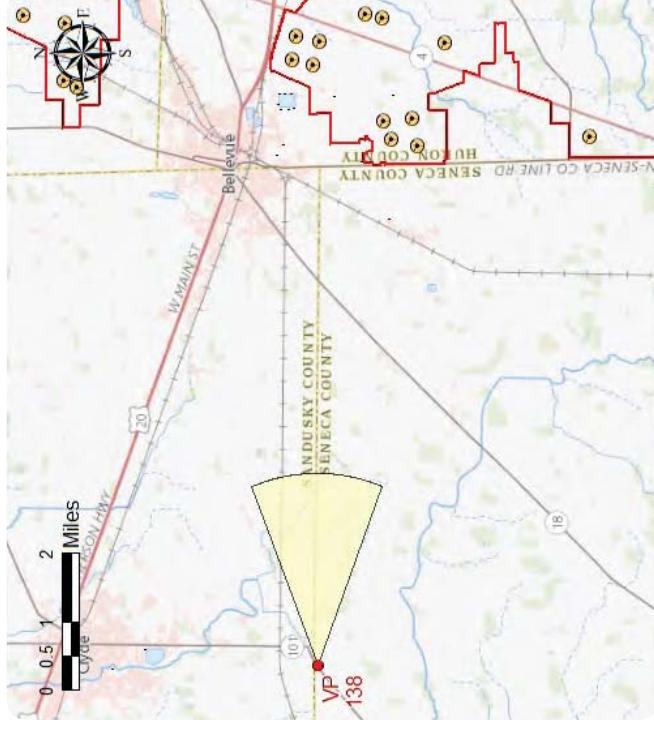 N
E
S
W
4
Bellevue
HURON COUNTY
SENECA COUNTY
N-SENECA CO LINE RD
W MAIN ST
20
SANDUSKY COUNTY
SENECA COUNTY
18
0 0.5 1 2
Miles
Clyde
101
VP
138